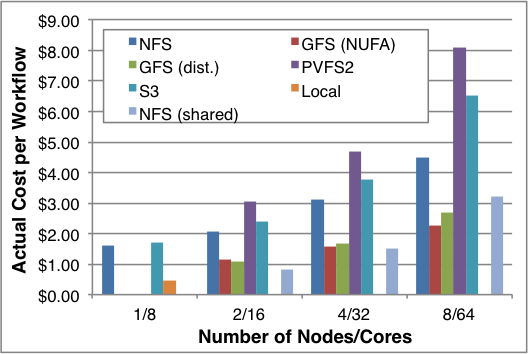 $9.00
$8.00
$7.00
$6.00
$5.00
$4.00
$3.00
$2.00
$1.00
$0.00
Actual Cost per Workflow
NFS
GFS (NUFA)
GFS (dist.)
PVFS2
S3
Local
NFS (shared)
1/8
2/16
4/32
8/64
Number of Nodes/Cores